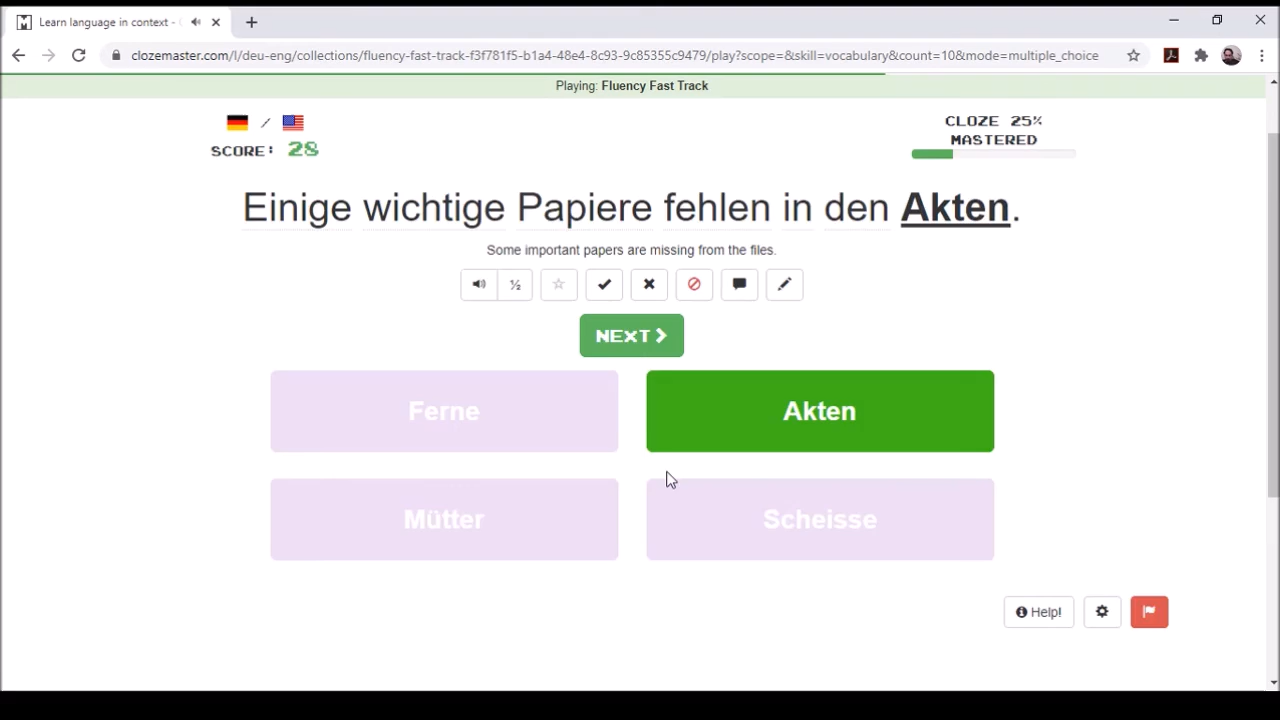 Learn language in context - 
clozemaster.com/l/deu-eng/collections/fluency-fast-track-f3f781f5-b1a4-48e4-8c93-9c85355c9479/play?scope=&skill=vocabulary&count=10&mode=multiple_choice
Playing: Fluency Fast Track
/
SCORE: 28
CLOZE 25%
MASTERED
Einige wichtige Papiere fehlen in den Akten.
Some important papers are missing from the files.
½
NEXT
Ferne
Akten
Mütter
Scheisse
Help!